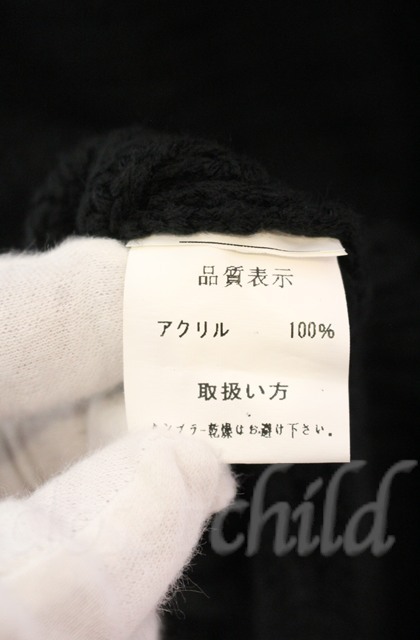 品質表示
アクリル 100%
取扱い方
タンブラー乾燥はお避け下さい。
child